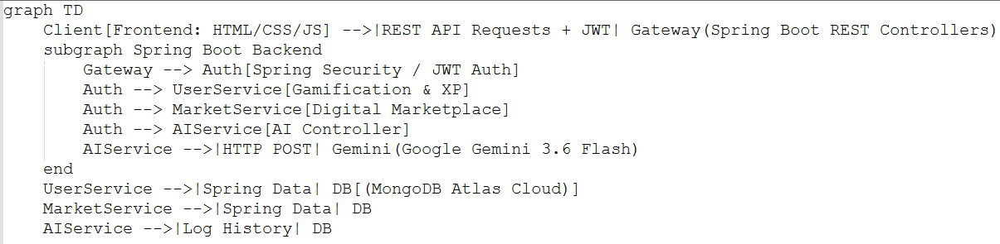 graph TD
    Client[Frontend: HTML/CSS/JS] -->|REST API Requests + JWT| Gateway(Spring Boot REST Controllers)
    subgraph Spring Boot Backend
        Gateway --> Auth[Spring Security / JWT Auth]
        Auth --> UserService[Gamification & XP]
        Auth --> MarketService[Digital Marketplace]
        Auth --> AIService[AI Controller]
        AIService -->|HTTP POST| Gemini(Google Gemini 3.6 Flash)
    end
    UserService -->|Spring Data| DB[(MongoDB Atlas Cloud)]
    MarketService -->|Spring Data| DB
    AIService -->|Log History| DB